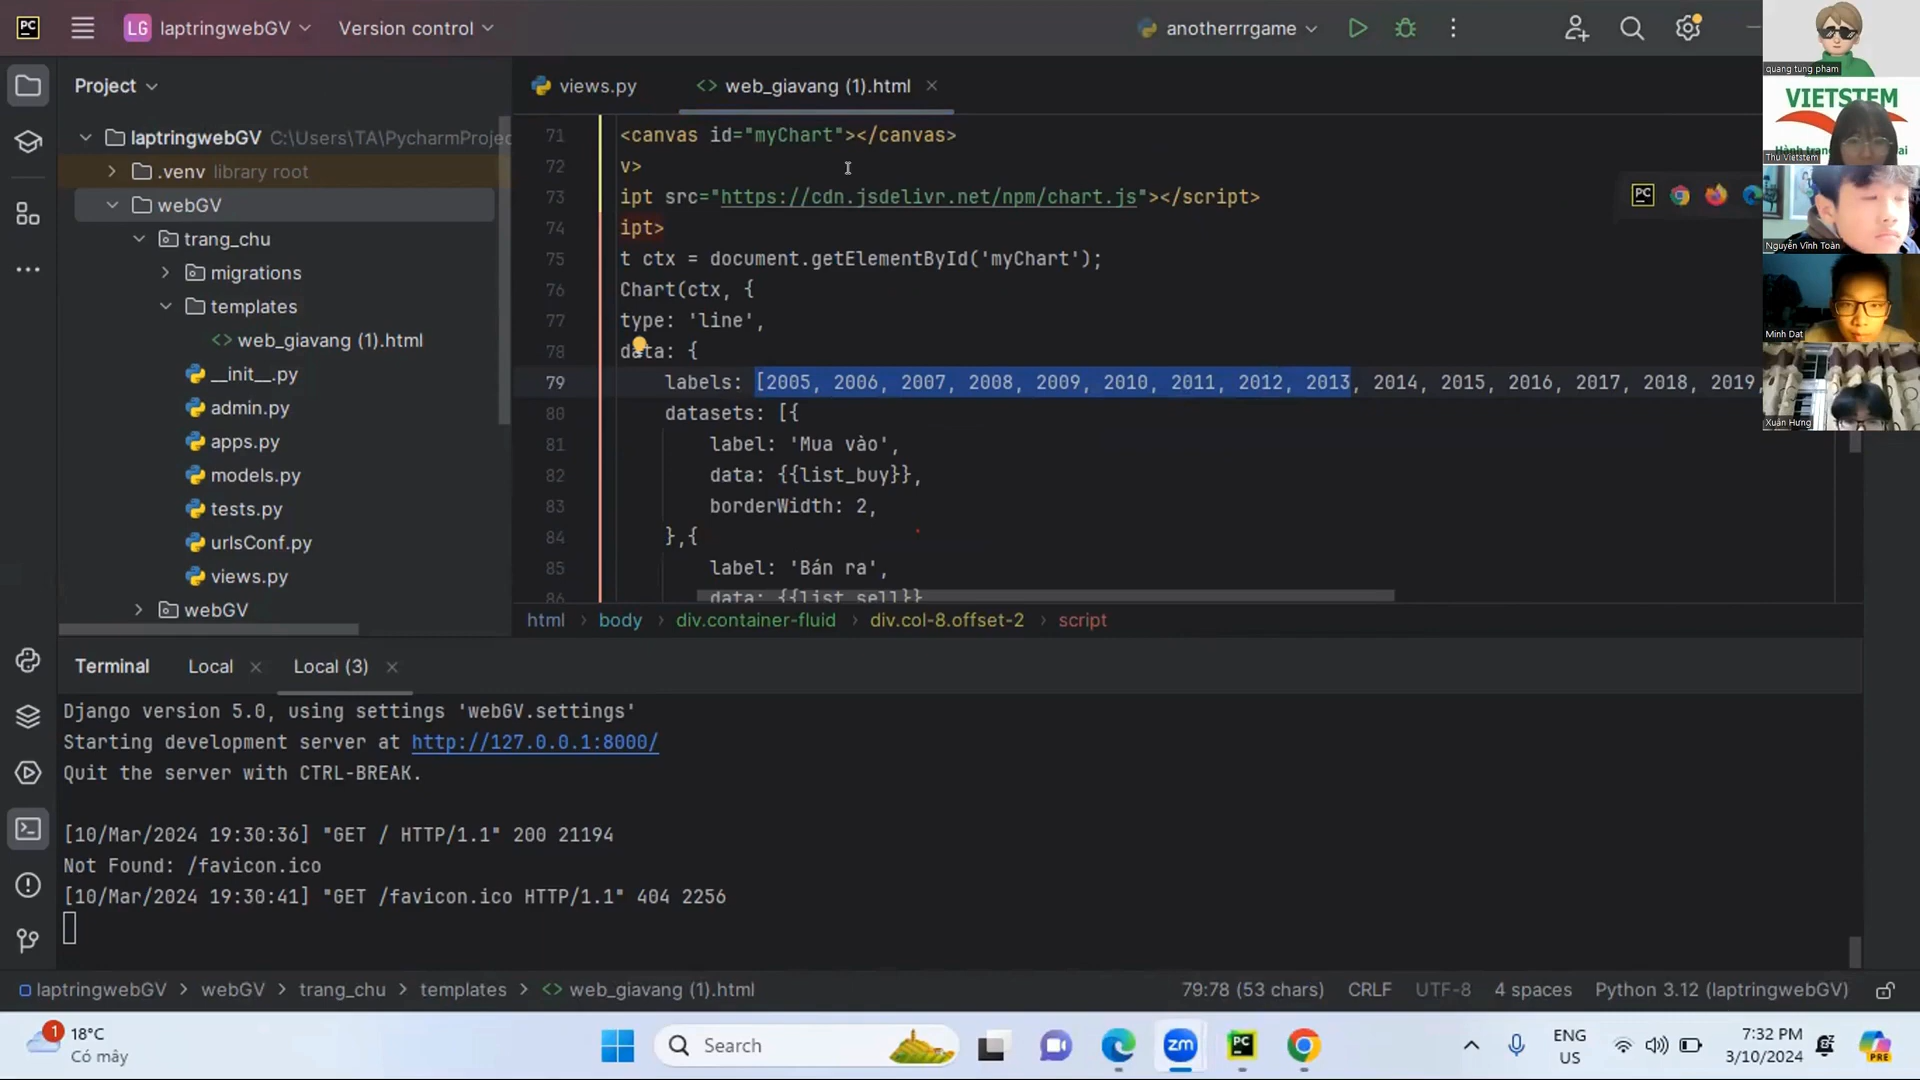 PC
LG laptringwebGV
Version control
anotherrrgame
Project
laptringwebGV C:\Users\TA\PycharmProjec
.venv library root
webGV
trang_chu
migrations
templates
<> web_giavang (1).html
__init__.py
admin.py
apps.py
models.py
tests.py
urlsConf.py
views.py
webGV
views.py
<> web_giavang (1).html
71 <canvas id="myChart"></canvas>
72 v>
73 ipt src="https://cdn.jsdelivr.net/npm/chart.js"></script>
74 ipt>
75 t ctx = document.getElementById('myChart');
76 Chart(ctx, {
77 type: 'line',
78 data: {
79 labels: [2005, 2006, 2007, 2008, 2009, 2010, 2011, 2012, 2013, 2014, 2015, 2016, 2017, 2018, 2019,
80 datasets: [{
81 label: 'Mua vào',
82 data: {{list_buy}},
83 borderWidth: 2,
84 },{
85 label: 'Bán ra',
86 data: {{list_sell}}
html > body > div.container-fluid > div.col-8.offset-2 > script
PC
quang tung pham
VIETSTEM
Thu Vietstem
Nguyễn Vĩnh Toàn
Minh Dat
Xuân Hưng
Terminal Local Local (3)
Django version 5.0, using settings 'webGV.settings'
Starting development server at http://127.0.0.1:8000/
Quit the server with CTRL-BREAK.
[10/Mar/2024 19:30:36] "GET / HTTP/1.1" 200 21194
Not Found: /favicon.ico
[10/Mar/2024 19:30:41] "GET /favicon.ico HTTP/1.1" 404 2256
laptringwebGV > webGV > trang_chu > templates > <> web_giavang (1).html
79:78 (53 chars) CRLF UTF-8 4 spaces Python 3.12 (laptringwebGV)
1
18°C
Có mây
Search
zm
PC
ENG
US
7:32 PM
3/10/2024
PRE